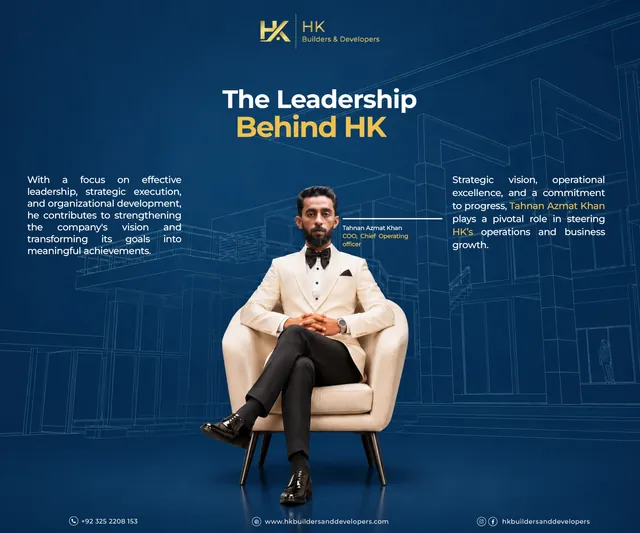 HK
HK
Builders & Developers
The Leadership
Behind HK
With a focus on effective
leadership, strategic execution,
and organizational development,
he contributes to strengthening
the company's vision and
transforming its goals into
meaningful achievements.
Tahnan Azmat Khan
COO, Chief Operating
officer
Strategic vision, operational
excellence, and a commitment
to progress, Tahnan Azmat Khan
plays a pivotal role in steering
HK's operations and business
growth.
+92 325 2208 153
www.hkbuildersanddevelopers.com
hkbuildersanddevelopers